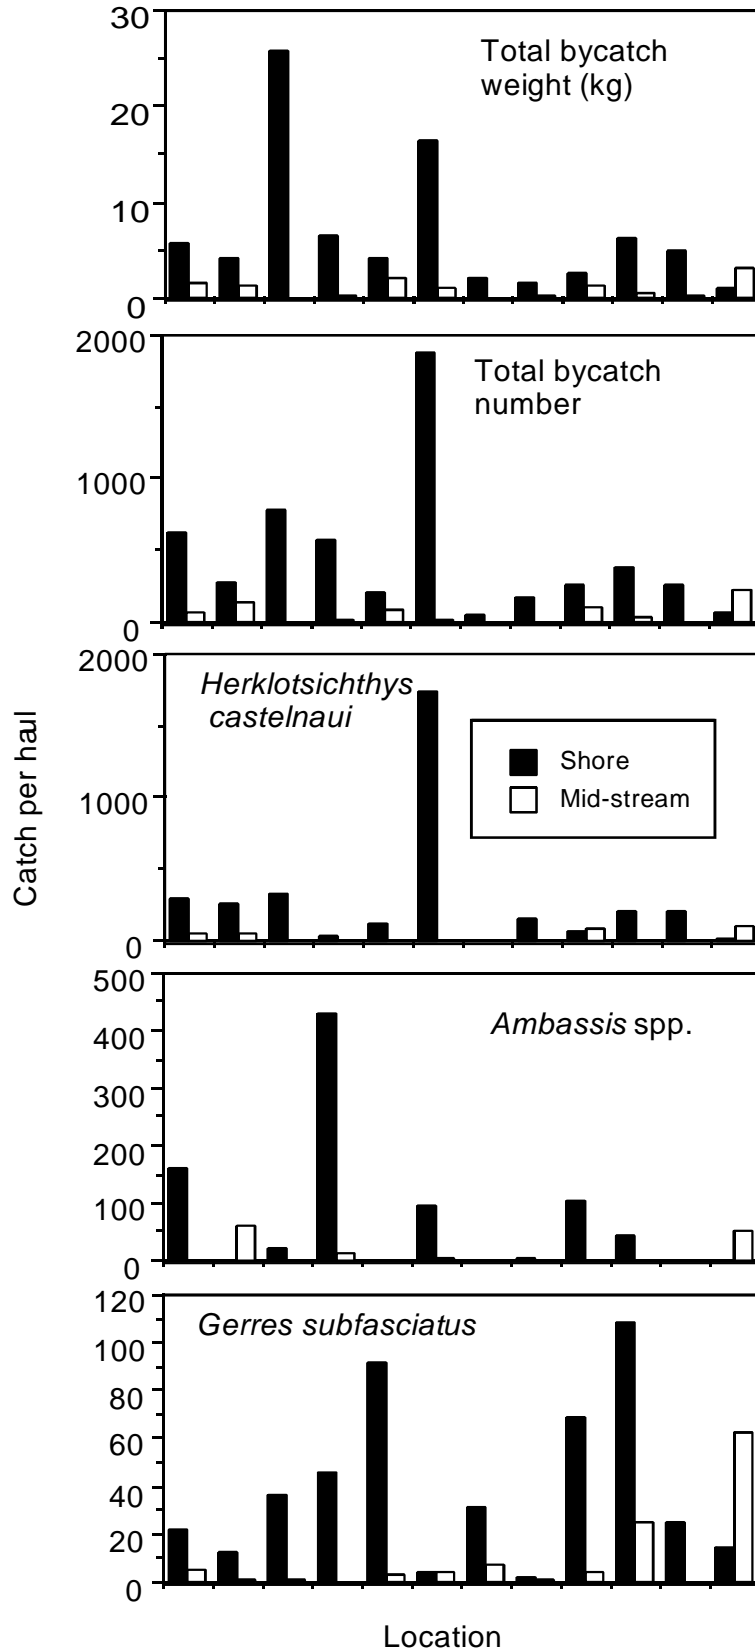 30
Total bycatch
weight (kg)
20
10
0
2000
Total bycatch
number
1000
0
2000
Herklotsichthys
castelnaui
Shore
Mid-stream
1000
0
Catch per haul
500
Ambassis spp.
400
300
200
100
0
120
Gerres subfasciatus
100
80
60
40
20
0
Location